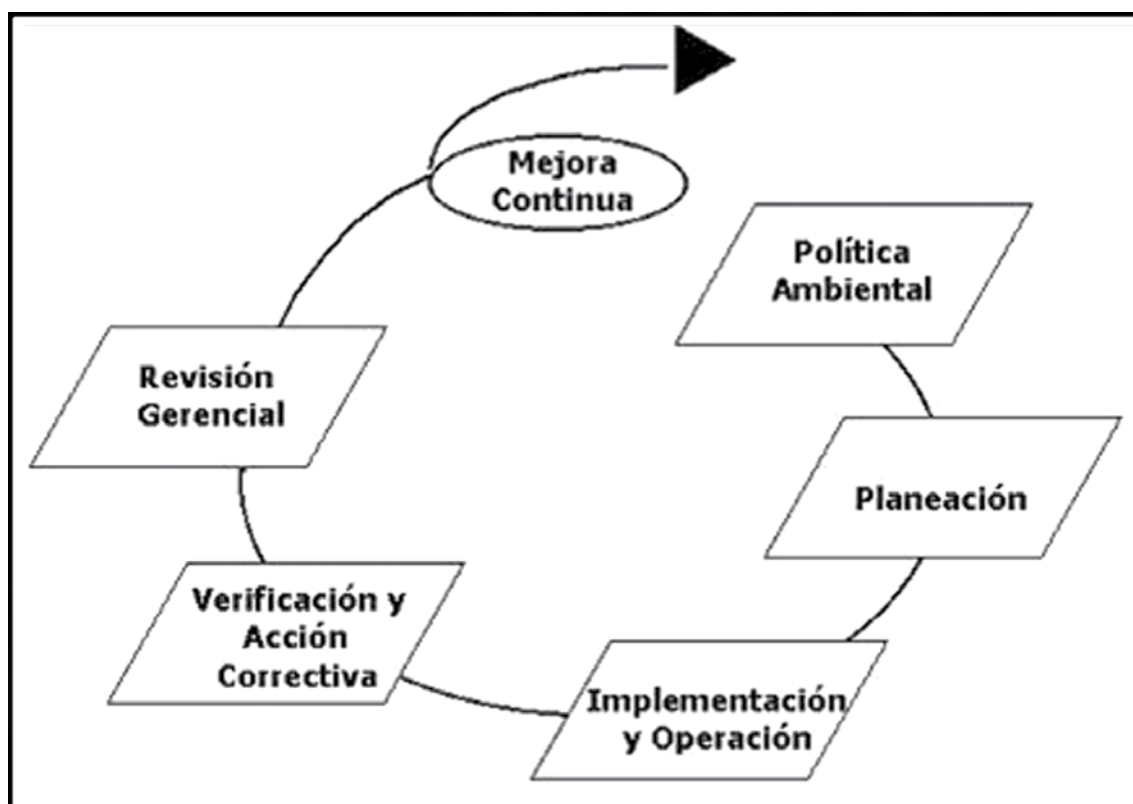 Mejora
Continua
Política
Ambiental
Planeación
Implementación
y Operación
Verificación y
Acción
Correctiva
Revisión
Gerencial